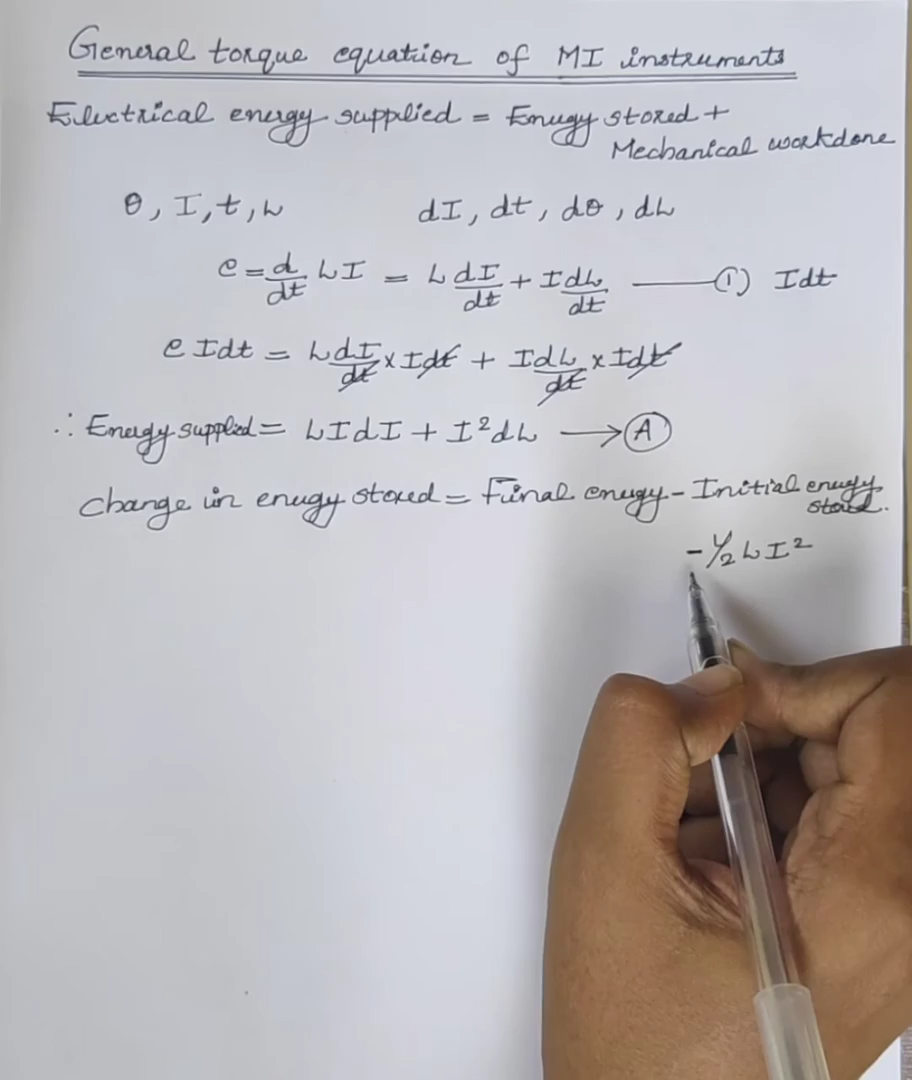 General torque equation of MI instruments
Electrical energy supplied = Energy stored +
Mechanical workdone
θ, I, t, L dI, dt, dθ, dL
e = d/dt LI = L dI/dt + I dL/dt —— ① Idt
e Idt = L dI/dt × Idt + I dL/dt × Idt
∴ Energy supplied = LIdI + I²dL → Ⓐ
Change in energy stored = Final energy - Initial energy
stored.
- 1/2 LI²